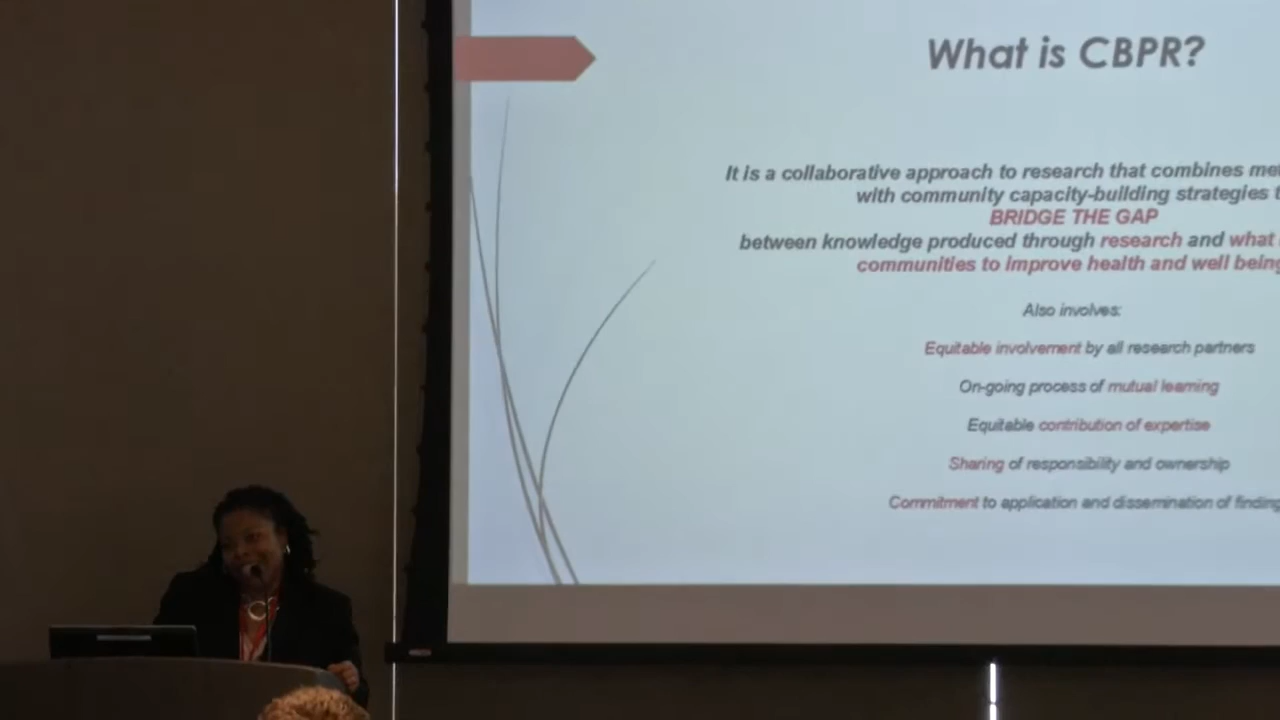 What is CBPR?
It is a collaborative approach to research that combines
with community capacity-building strategies
BRIDGE THE GAP
between knowledge produced through research and what
communities to improve health and well being
Also involves:
Equitable involvement by all research partners
On-going process of mutual learning
Equitable contribution of expertise
Sharing of responsibility and ownership
Commitment to application and dissemination of